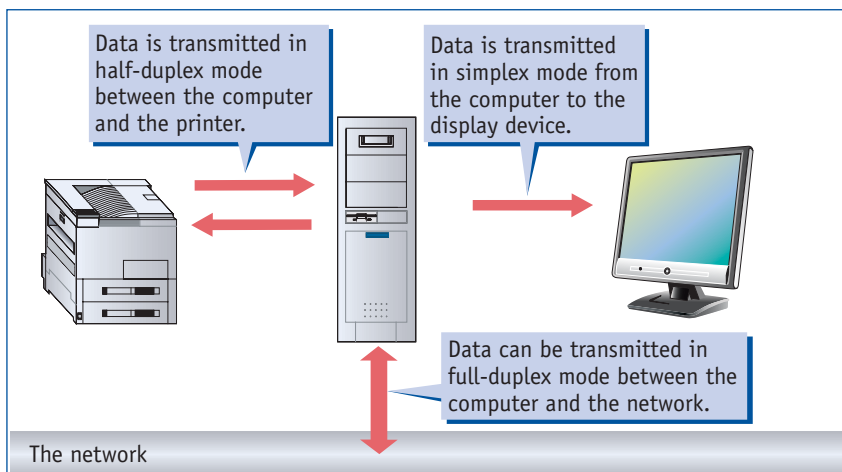 Data is transmitted in
half-duplex mode
between the computer
and the printer.
Data is transmitted
in simplex mode from
the computer to the
display device.
Data can be transmitted in
full-duplex mode between the
computer and the network.
The network